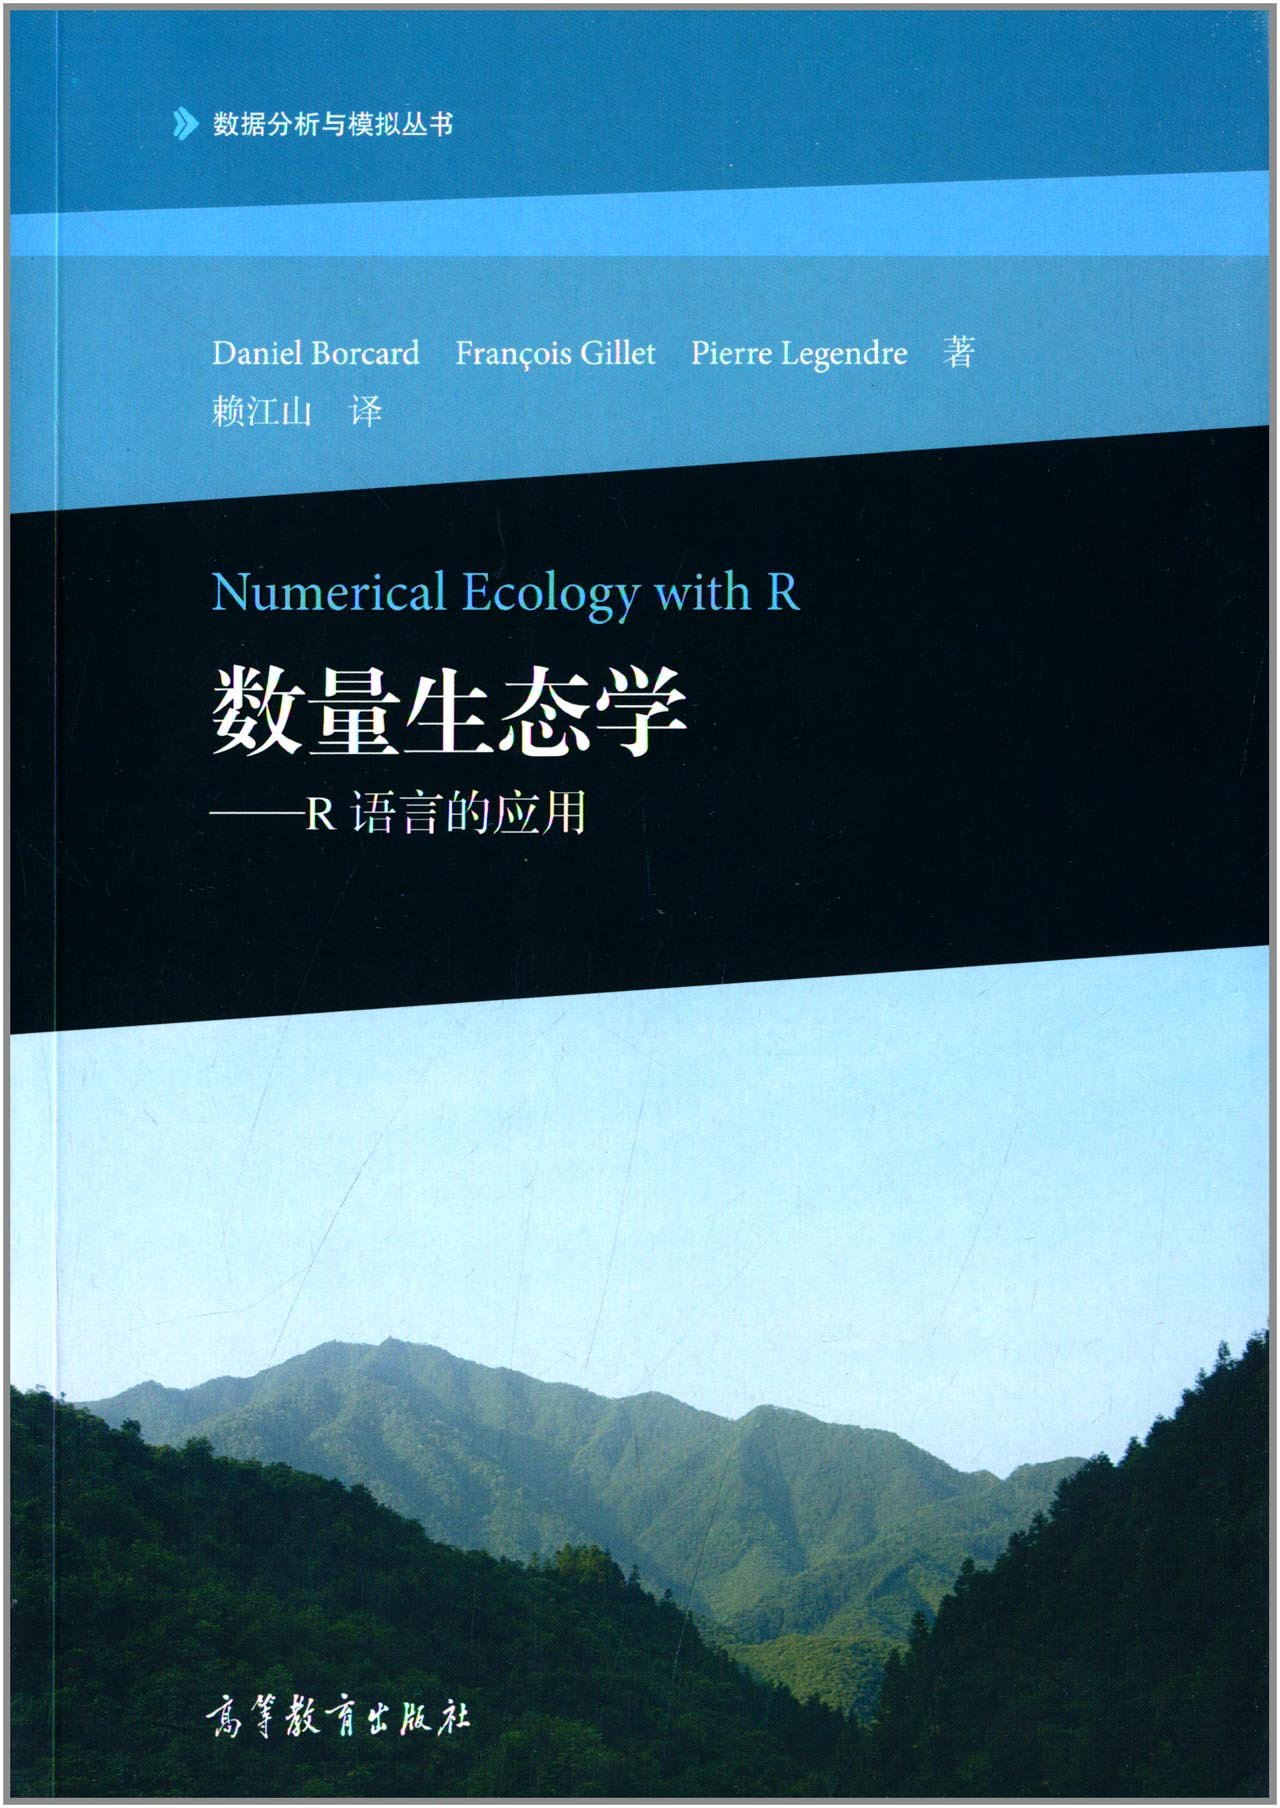 数据分析与模拟丛书
Daniel Borcard François Gillet Pierre Legendre 著
赖江山 译
Numerical Ecology with R
数量生态学
——R 语言的应用
高等教育出版社